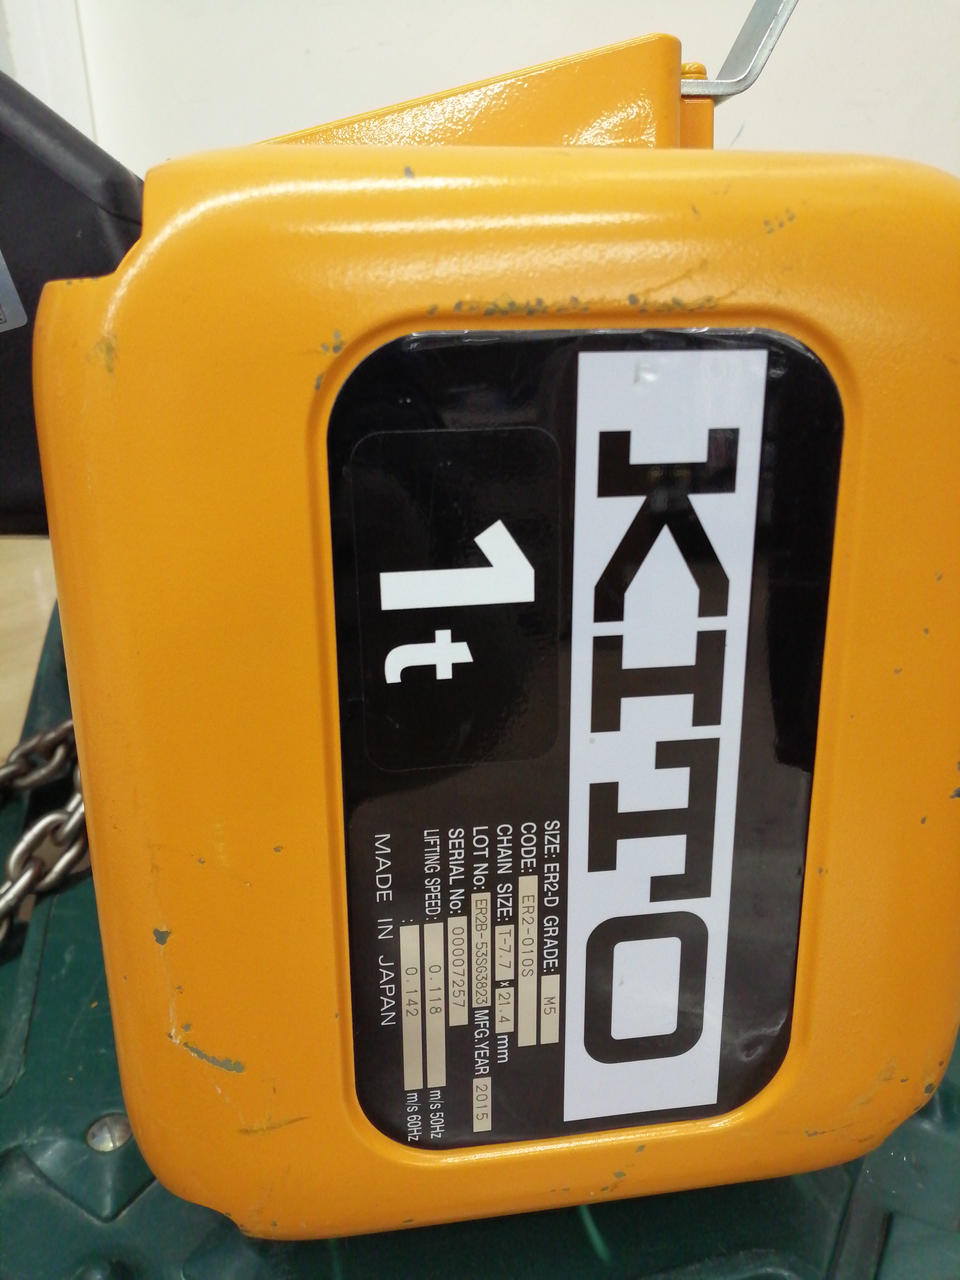 KITO
1t
SIZE: ER2-D GRADE: M5
CODE: ER2-010S
CHAIN SIZE: T-7.7 x 21.4 mm
LOT No: ER2B-53SG3823 MFG.YEAR 2015
SERIAL No: 00007257
LIFTING SPEED: 0.118 m/s 50Hz
: 0.142 m/s 60Hz
MADE IN JAPAN